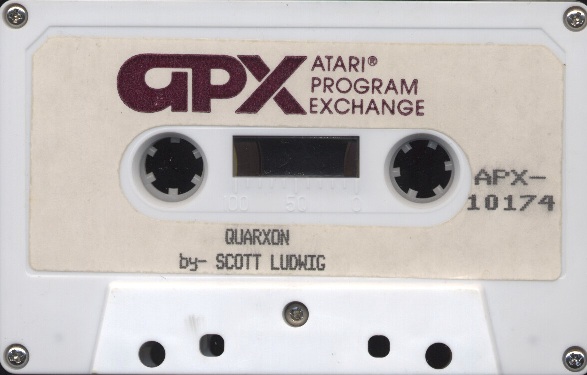 APX
ATARI®
PROGRAM
EXCHANGE
APX-
10174
00 50 0
QUARXON
by- SCOTT LUDWIG